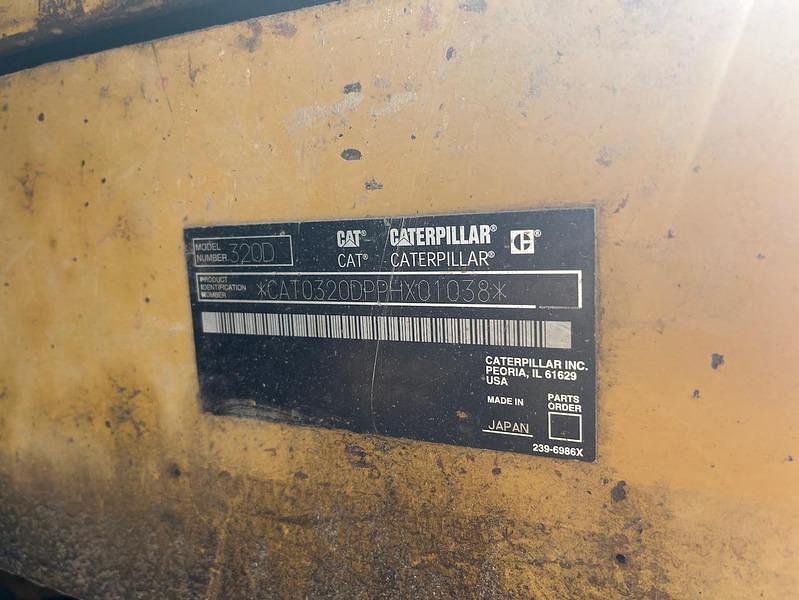 MODEL NUMBER 320D
CAT® CATERPILLAR® C®
CAT® CATERPILLAR®
PRODUCT IDENTIFICATION NUMBER *CAT0320DPPHX01038*
CATERPILLAR INC.
PEORIA, IL 61629
USA
MADE IN
JAPAN
PARTS
ORDER
239-6986X